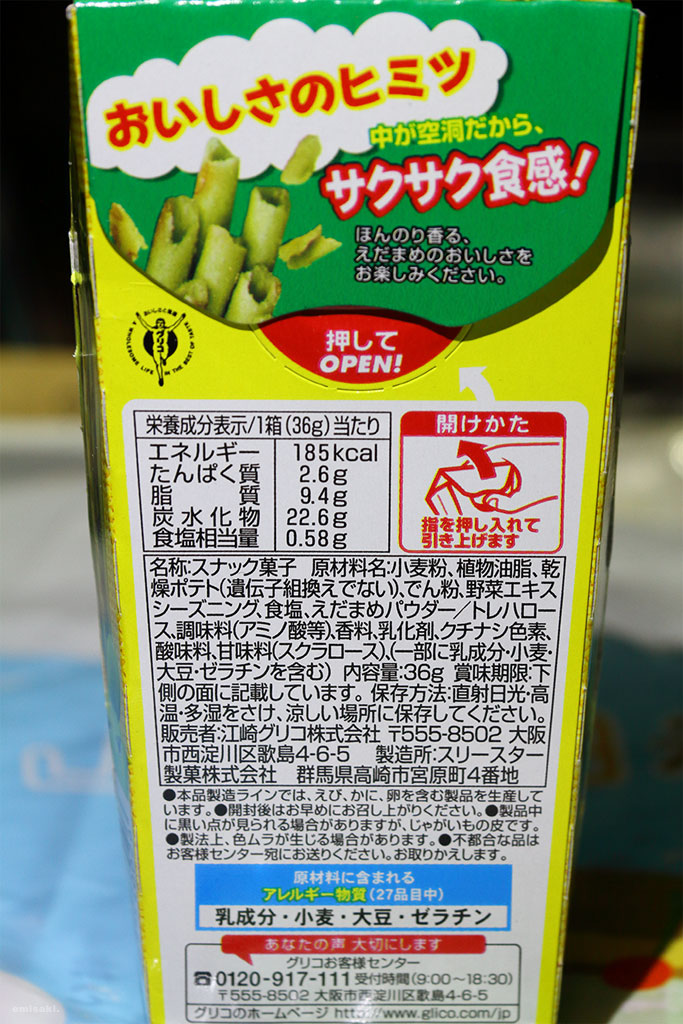 おいしさのヒミツ
中が空洞だから、
サクサク食感!
ほんのり香る、
えだまめのおいしさを
お楽しみください。
おいしさと健康
グリコ
A WHOLESOME LIFE IN THE BEST OF TASTE
押して
OPEN!
栄養成分表示/1箱(36g)当たり
エネルギー 185kcal
たんぱく質 2.6g
脂質 9.4g
炭水化物 22.6g
食塩相当量 0.58g
開けかた
指を押し入れて
引き上げます
名称:スナック菓子 原材料名:小麦粉、植物油脂、乾
燥ポテト(遺伝子組換えでない)、でん粉、野菜エキス
シーズニング、食塩、えだまめパウダー/トレハロー
ス、調味料(アミノ酸等)、香料、乳化剤、クチナシ色素、
酸味料、甘味料(スクラロース)、(一部に乳成分・小麦・
大豆・ゼラチンを含む) 内容量:36g 賞味期限:下
側の面に記載しています。保存方法:直射日光・高
温・多湿をさけ、涼しい場所に保存してください。
販売者:江崎グリコ株式会社 〒555-8502 大阪
市西淀川区歌島4-6-5 製造所:スリースター
製菓株式会社 群馬県高崎市宮原町4番地
●本品製造ラインでは、えび、かに、卵を含む製品を生産して
います。●開封後はお早めにお召し上がりください。●製品中
に黒い点が見られる場合がありますが、じゃがいもの皮です。
●製法上、色ムラが生じる場合があります。●不都合な品は
お客様センター宛にお送りください。お取りかえします。
原材料に含まれる
アレルギー物質(27品目中)
乳成分・小麦・大豆・ゼラチン
あなたの声 大切にします
グリコお客様センター
☎0120-917-111 受付時間(9:00~18:30)
〒555-8502 大阪市西淀川区歌島4-6-5
グリコのホームページ http://www.glico.com/jp
omisaki.